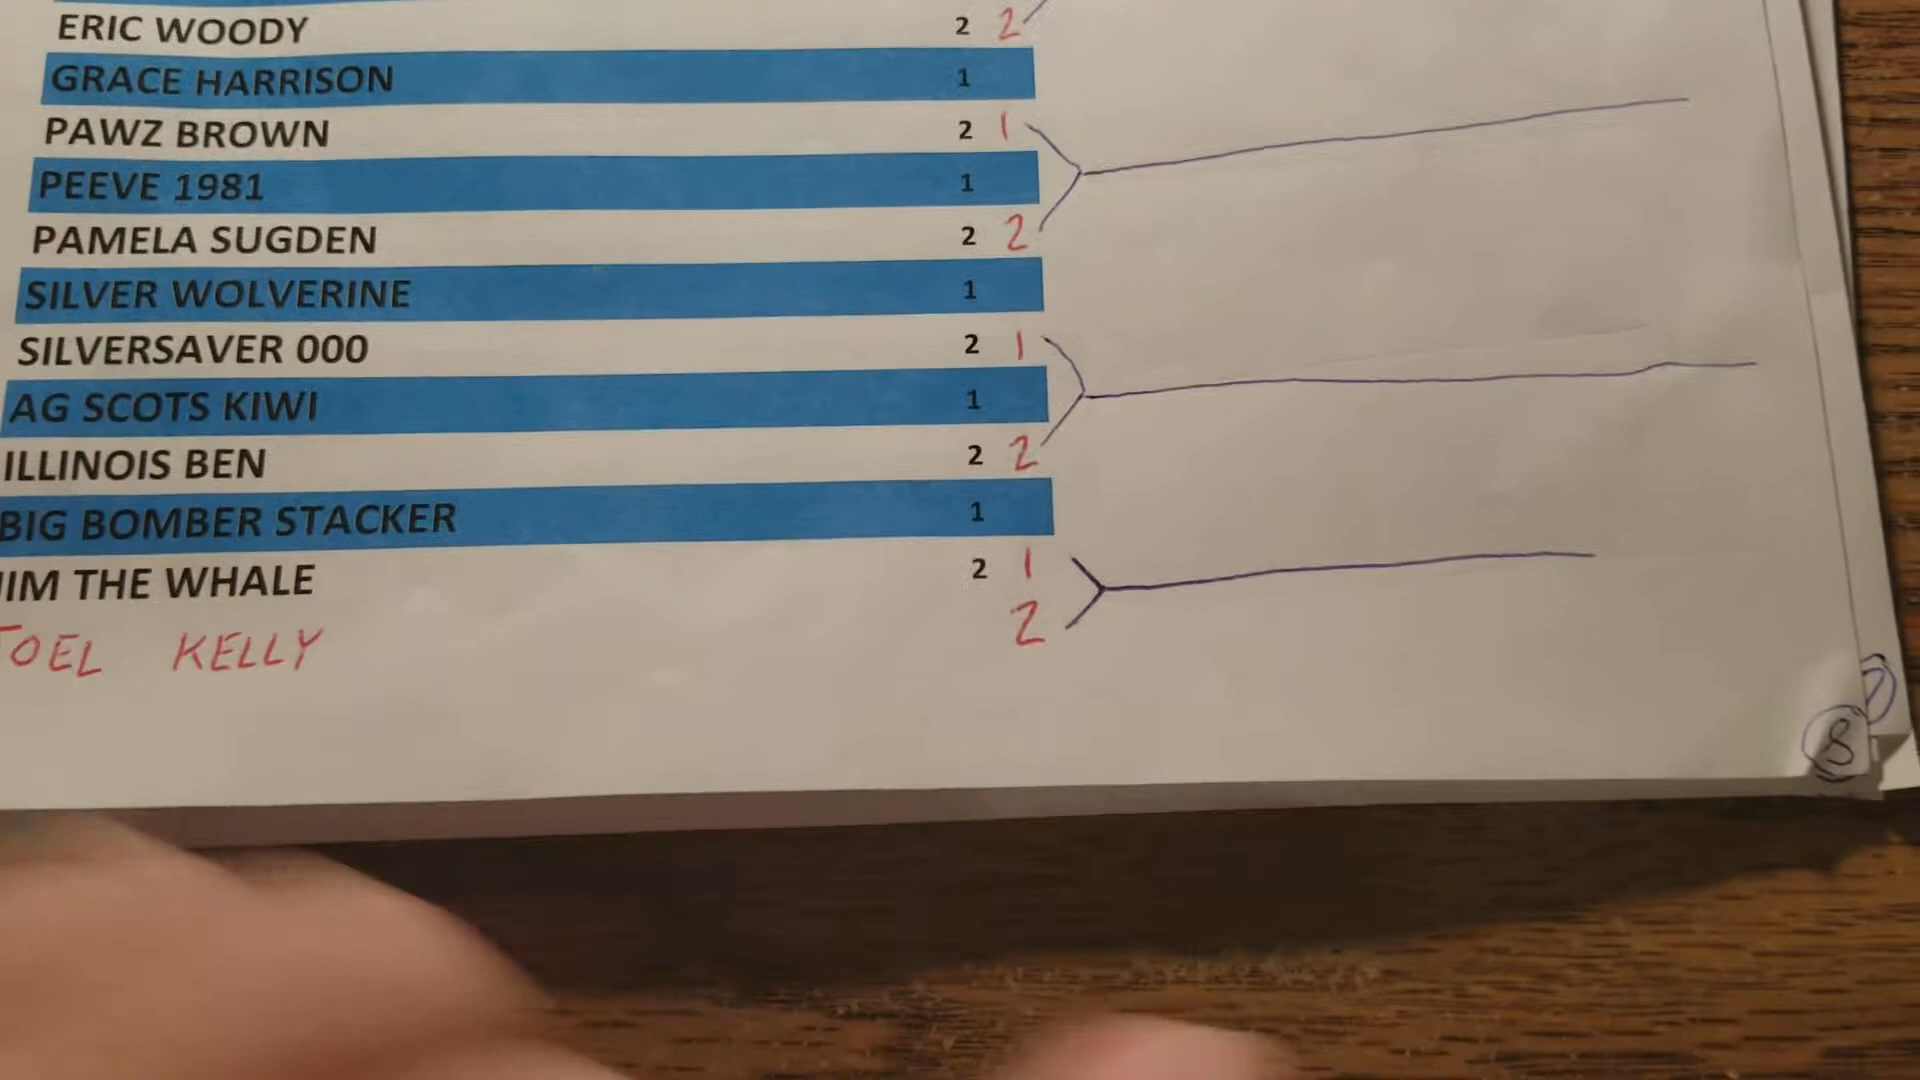 ERIC WOODY 2 2
GRACE HARRISON 1
PAWZ BROWN 2 1
PEEVE 1981 1
PAMELA SUGDEN 2 2
SILVER WOLVERINE 1
SILVERSAVER 000 2 1
AG SCOTS KIWI 1
ILLINOIS BEN 2 2
BIG BOMBER STACKER 1
THE WHALE 2 1
KELLY 2
8